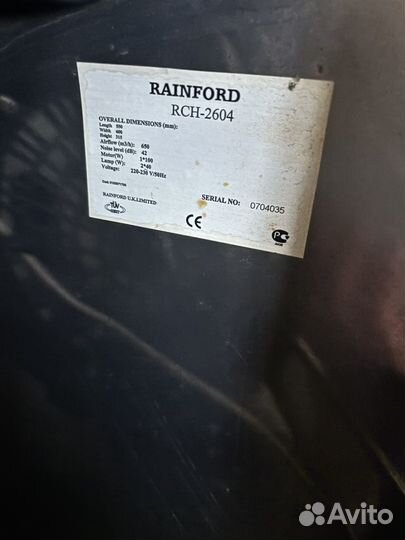 RAINFORD
RCH-2604
OVERALL DIMENSIONS (mm):
Length 590
Width 600
Height 315
Airflow (m3/h): 650
Noise level (dB): 42
Motor(W) 1*100
Lamp (W): 2*40
Voltage: 220-230 V/50Hz
RAINFORD U.K.LIMITED
SERIAL NO: 0704035
CE
Avito